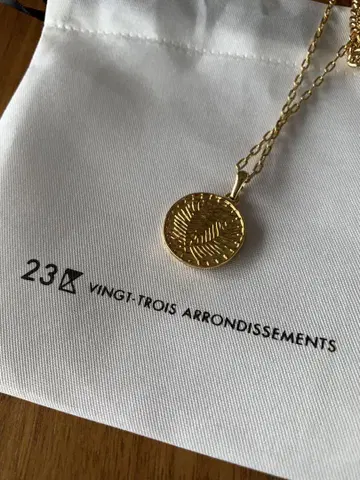 23 VINGT-TROIS ARRONDISSEMENTS